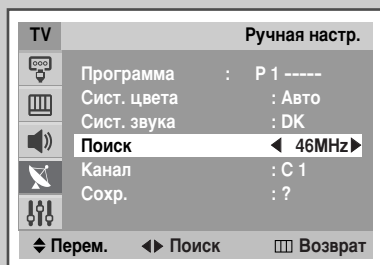 TV Ручная настр.
Программа : P 1 -----
Сист. цвета : Авто
Сист. звука : DK
Поиск ◀ 46MHz▶
Канал : C 1
Сохр. : ?
Перем. Поиск Возврат